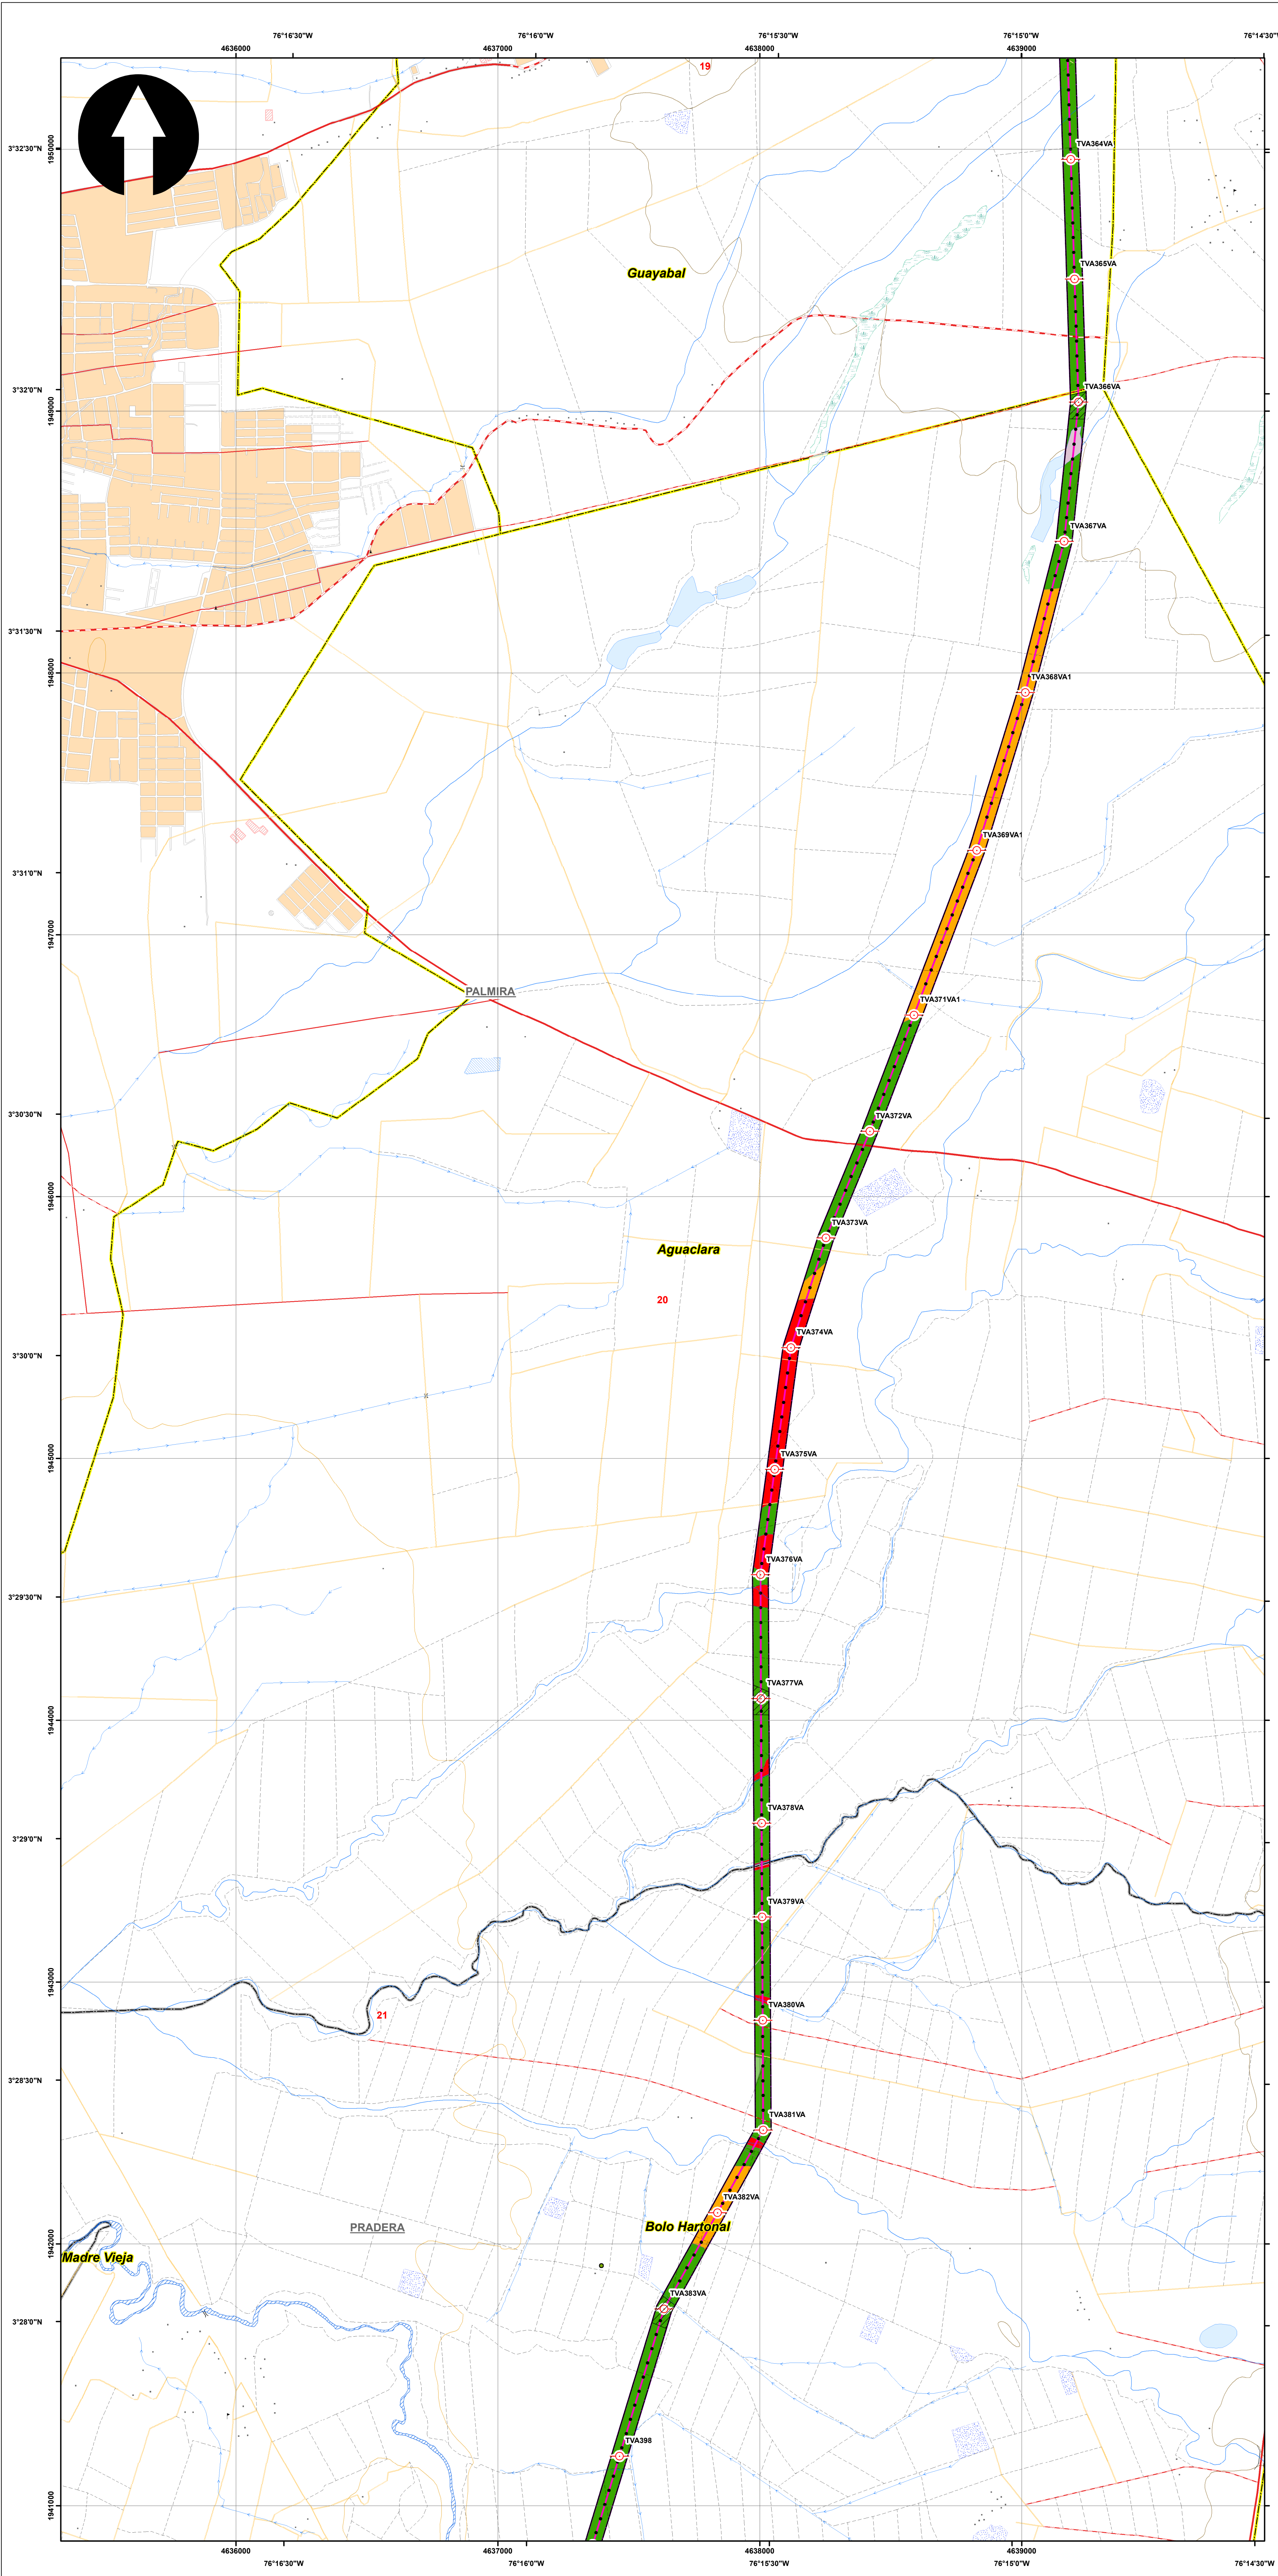 76°16'30"W 76°16'0"W 76°15'30"W 76°15'0"W 76°14'30"W
4636000 4637000 4638000 4639000
19
3°32'30"N
1950000
TVA364VA
TVA365VA
Guayabal
3°32'0"N
1949000
TVA366VA
TVA367VA
3°31'30"N
1948000
TVA368VA1
TVA369VA1
3°31'0"N
1947000
PALMIRA
TVA371VA1
3°30'30"N
TVA372VA
1946000
TVA373VA
Aguaclara
20
TVA374VA
3°30'0"N
1945000
TVA375VA
TVA376VA
3°29'30"N
TVA377VA
1944000
TVA378VA
3°29'0"N
TVA379VA
1943000
TVA380VA
21
3°28'30"N
TVA381VA
TVA382VA
PRADERA
Bolo Hartonal
1942000
Madre Vieja
TVA383VA
3°28'0"N
TVA398
1941000
4636000 4637000 4638000 4639000
76°16'30"W 76°16'0"W 76°15'30"W 76°15'0"W 76°14'30"W